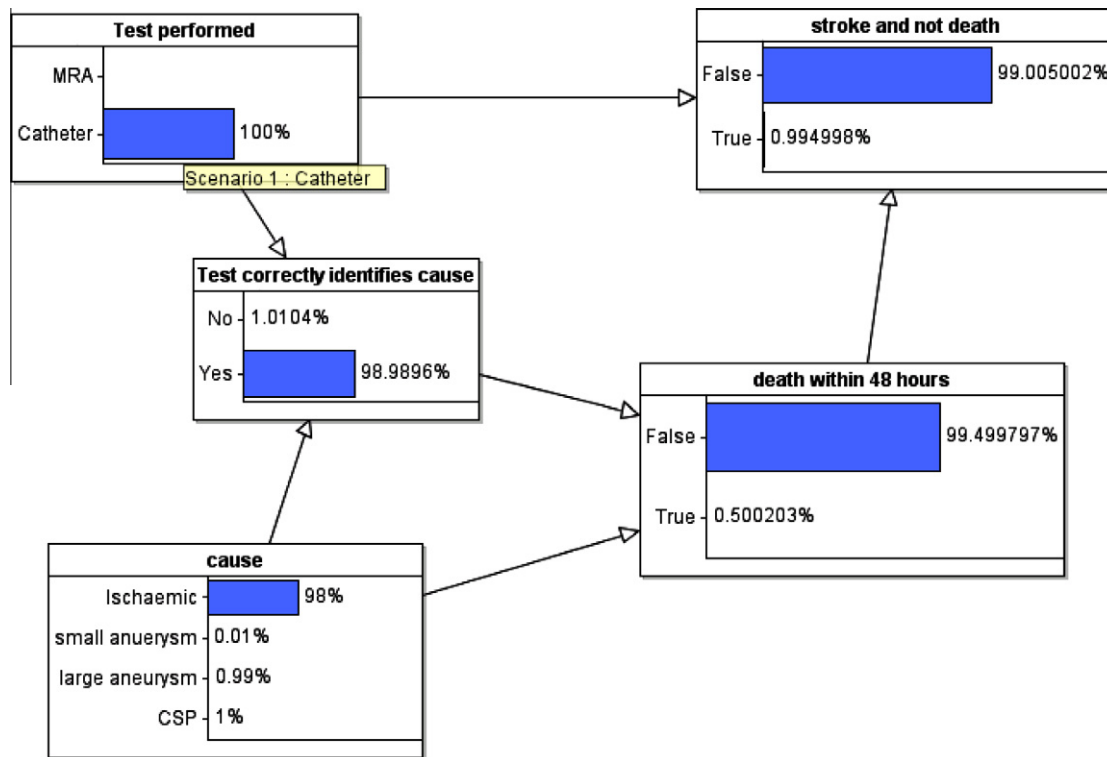 Test performed
MRA
Catheter 100%
Scenario 1 : Catheter
stroke and not death
False 99.005002%
True 0.994998%
Test correctly identifies cause
No 1.0104%
Yes 98.9896%
death within 48 hours
False 99.499797%
True 0.500203%
cause
Ischaemic 98%
small anuerysm 0.01%
large aneurysm 0.99%
CSP 1%